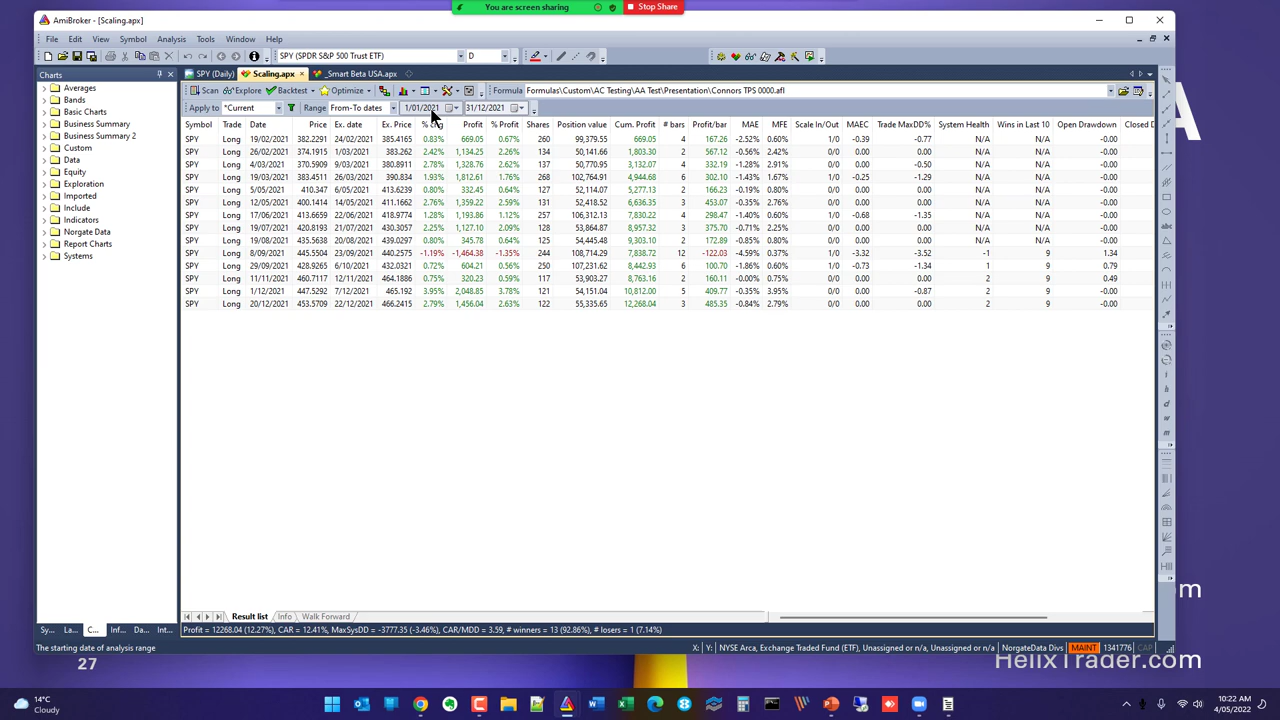 You are screen sharing Stop Share
AmiBroker - [Scaling.apx]
File Edit View Symbol Analysis Tools Window Help
SPY (SPDR S&P 500 Trust ETF) D
Charts
SPY (Daily) Scaling.apx _Smart Beta USA.apx
Scan Explore Backtest Optimize Formula Formulas\Custom\AC Testing\AA Test\Presentation\Connors TPS 0000.afl
Apply to *Current Range From-To dates 1/01/2021 31/12/2021
Averages
Bands
Basic Charts
Business Summary
Business Summary 2
Custom
Data
Equity
Exploration
Imported
Include
Indicators
Norgate Data
Report Charts
Systems
Symbol Trade Date Price Ex. date Ex. Price Profit % Profit Shares Position value Cum. Profit # bars Profit/bar MAE MFE Scale In/Out MAEC Trade MaxDD% System Health Wins in Last 10 Open Drawdown Closed D
SPY Long 19/02/2021 382.2291 24/02/2021 385.4165 0.83% 669.05 0.67% 260 99,379.55 669.05 4 167.26 -2.52% 0.60% 1/0 -0.39 -0.77 N/A N/A -0.00
SPY Long 26/02/2021 374.1915 1/03/2021 383.262 2.42% 1,134.25 2.26% 134 50,141.66 1,803.30 2 567.12 -0.56% 2.42% 0/0 0.00 0.00 N/A N/A -0.00
SPY Long 4/03/2021 370.5909 9/03/2021 380.8911 2.78% 1,328.76 2.62% 137 50,770.95 3,132.07 4 332.19 -1.28% 2.91% 0/0 0.00 -0.50 N/A N/A -0.00
SPY Long 19/03/2021 383.4511 26/03/2021 390.834 1.93% 1,812.61 1.76% 260 102,764.91 4,944.68 6 302.10 -1.43% 1.67% 1/0 -0.25 -1.29 N/A N/A -0.00
SPY Long 5/05/2021 410.347 6/05/2021 413.6239 0.80% 332.45 0.64% 127 52,114.07 5,277.13 2 166.23 -0.19% 0.80% 0/0 0.00 0.00 N/A N/A -0.00
SPY Long 12/05/2021 400.1414 14/05/2021 411.1662 2.76% 1,359.22 2.59% 131 52,418.52 6,636.35 3 453.07 -0.35% 2.76% 0/0 0.00 0.00 N/A N/A -0.00
SPY Long 17/06/2021 413.6659 22/06/2021 418.9774 1.28% 1,193.86 1.12% 257 106,312.13 7,830.22 4 298.47 -1.40% 0.60% 1/0 -0.68 -1.35 N/A N/A -0.00
SPY Long 19/07/2021 420.8193 21/07/2021 430.3057 2.25% 1,127.10 2.09% 128 53,864.87 8,957.32 3 375.70 -0.71% 2.25% 0/0 0.00 0.00 N/A N/A -0.00
SPY Long 19/08/2021 435.5638 20/08/2021 439.0297 0.80% 345.78 0.64% 125 54,445.48 9,303.10 2 172.89 -0.85% 0.80% 0/0 0.00 0.00 N/A N/A -0.00
SPY Long 8/09/2021 445.5504 23/09/2021 440.2575 -1.19% -1,464.38 -1.35% 244 108,714.29 7,838.72 12 -122.03 -4.59% 0.37% 1/0 -3.32 -3.52 -1 9 1.34
SPY Long 29/09/2021 428.9265 6/10/2021 432.0321 0.72% 604.21 0.56% 250 107,231.62 8,442.93 6 100.70 -1.86% 0.60% 1/0 -0.73 -1.34 1 9 0.79
SPY Long 11/11/2021 460.7117 12/11/2021 464.1886 0.75% 320.23 0.59% 117 53,903.27 8,763.16 2 160.11 -0.00% 0.75% 0/0 0.00 0.00 2 9 0.49
SPY Long 1/12/2021 447.5292 7/12/2021 465.192 3.95% 2,048.85 3.78% 121 54,151.04 10,812.00 5 409.77 -0.35% 3.95% 0/0 0.00 -0.87 2 9 -0.00
SPY Long 20/12/2021 453.5709 22/12/2021 466.2415 2.79% 1,456.04 2.63% 122 55,335.65 12,268.04 3 485.35 -0.84% 2.79% 0/0 0.00 0.00 2 9 -0.00
Result list Info Walk Forward
Sy... La... C... Inf... Da... Int...
Profit = 12268.04 (12.27%), CAR = 12.41%, MaxSysDD = -3777.35 (-3.46%), CAR/MDD = 3.59, # winners = 13 (92.86%), # losers = 1 (7.14%)
The starting date of analysis range X: Y: NYSE Arca, Exchange Traded Fund (ETF), Unassigned or n/a, Unassigned or n/a NorgateData Divs MAINT 1341776 CAP
27
HelixTrader.com
14°C
Cloudy
10:22 AM
4/05/2022